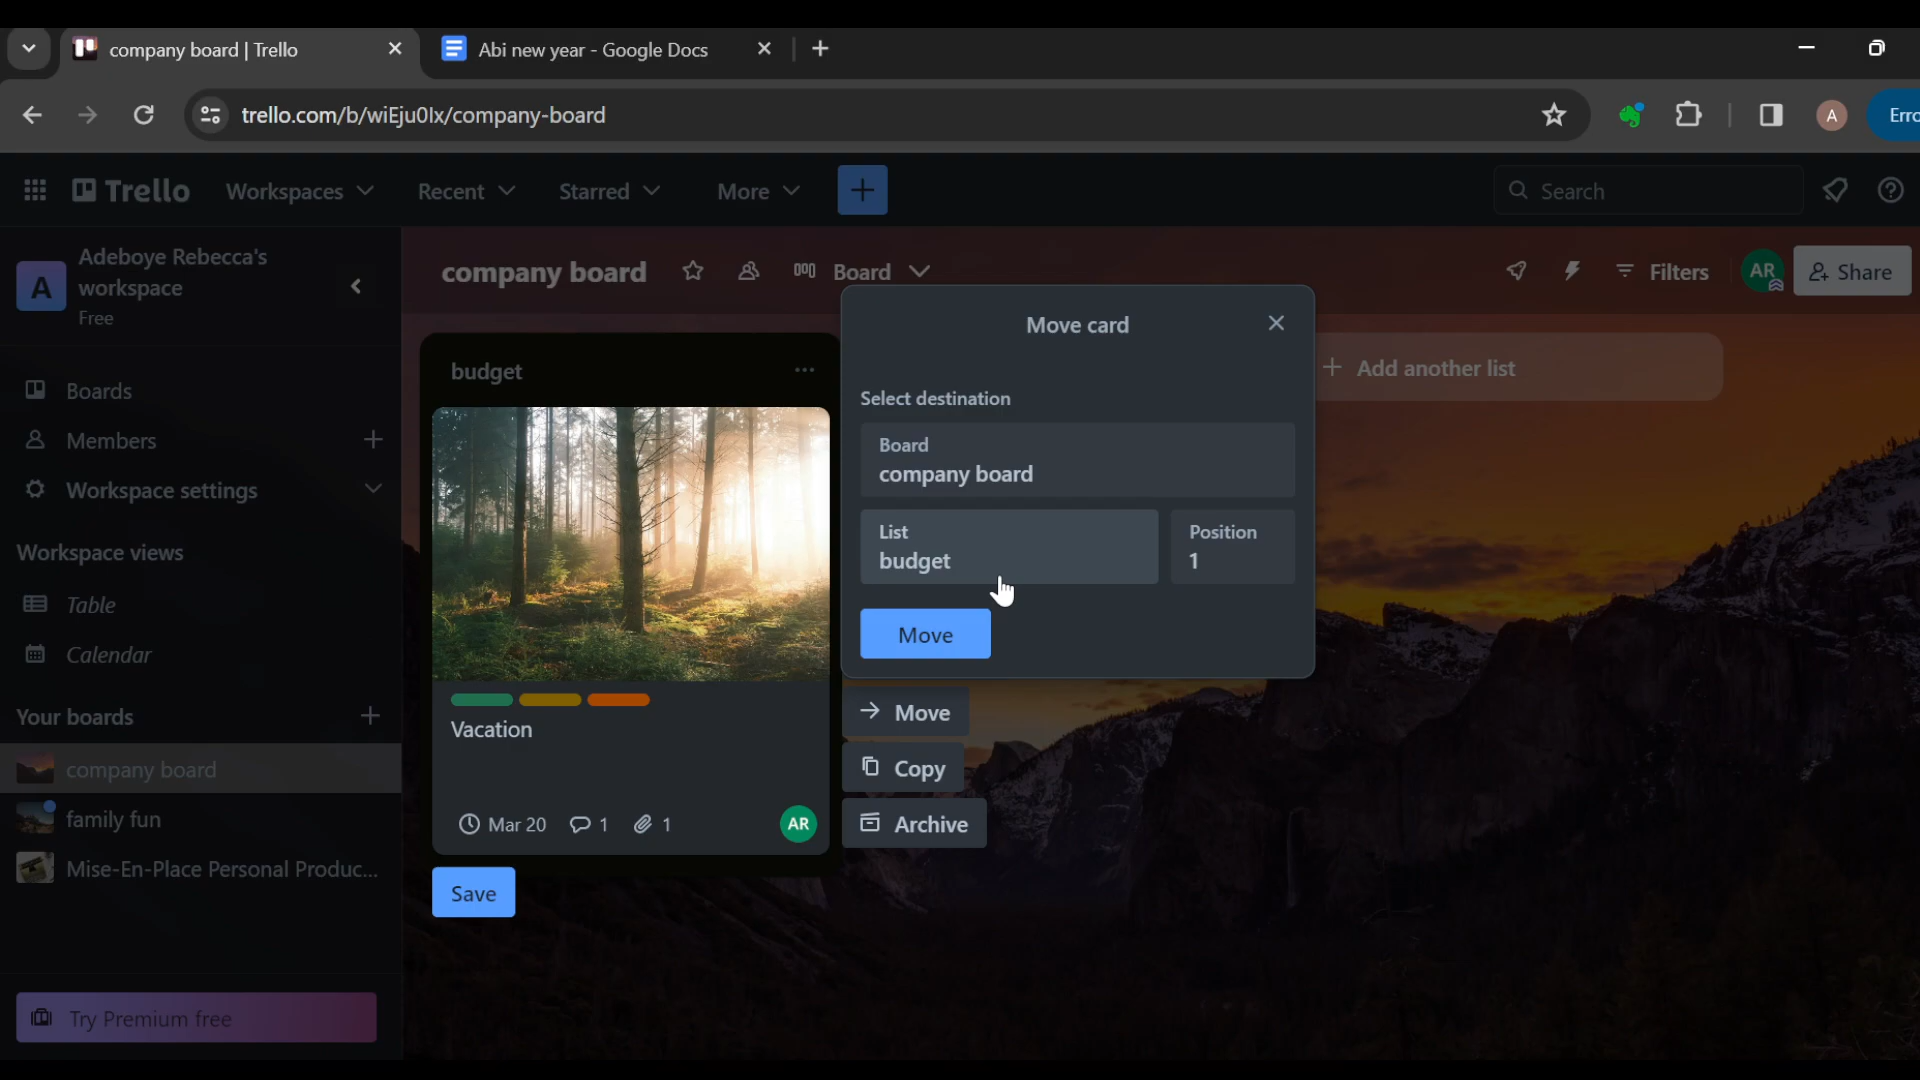 company board | Trello
Abi new year - Google Docs
trello.com/b/wiEju0Ix/company-board
A
Erro
Trello
Workspaces
Recent
Starred
More
Search
A
Adeboye Rebecca's
workspace
Free
company board
Board
Filters
AR
Share
Boards
Members
Workspace settings
Workspace views
Table
Calendar
Your boards
company board
family fun
Mise-En-Place Personal Produc...
Try Premium free
budget
Vacation
Mar 20
1
1
AR
Save
Move card
Select destination
Board
company board
List
budget
Position
1
Move
Move
Copy
Archive
+ Add another list